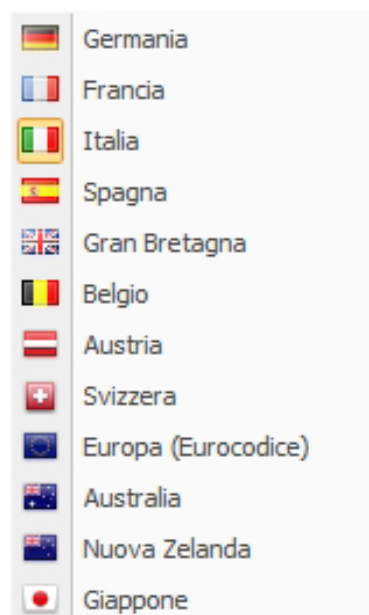 Germania
Francia
Italia
Spagna
Gran Bretagna
Belgio
Austria
Svizzera
Europa (Eurocodice)
Australia
Nuova Zelanda
Giappone